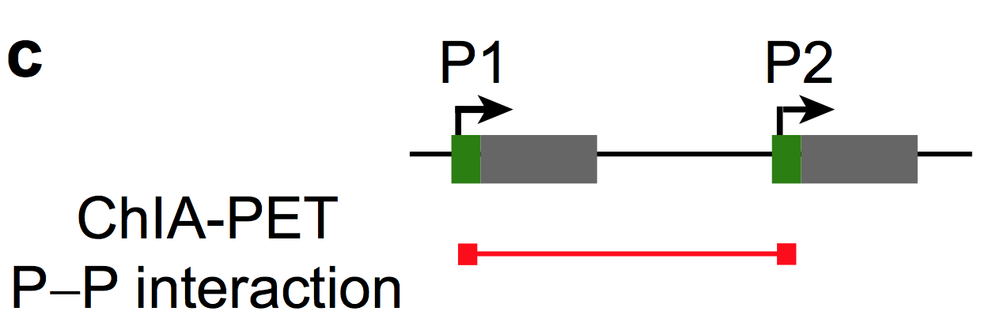 c
P1 P2
ChIA-PET
P–P interaction